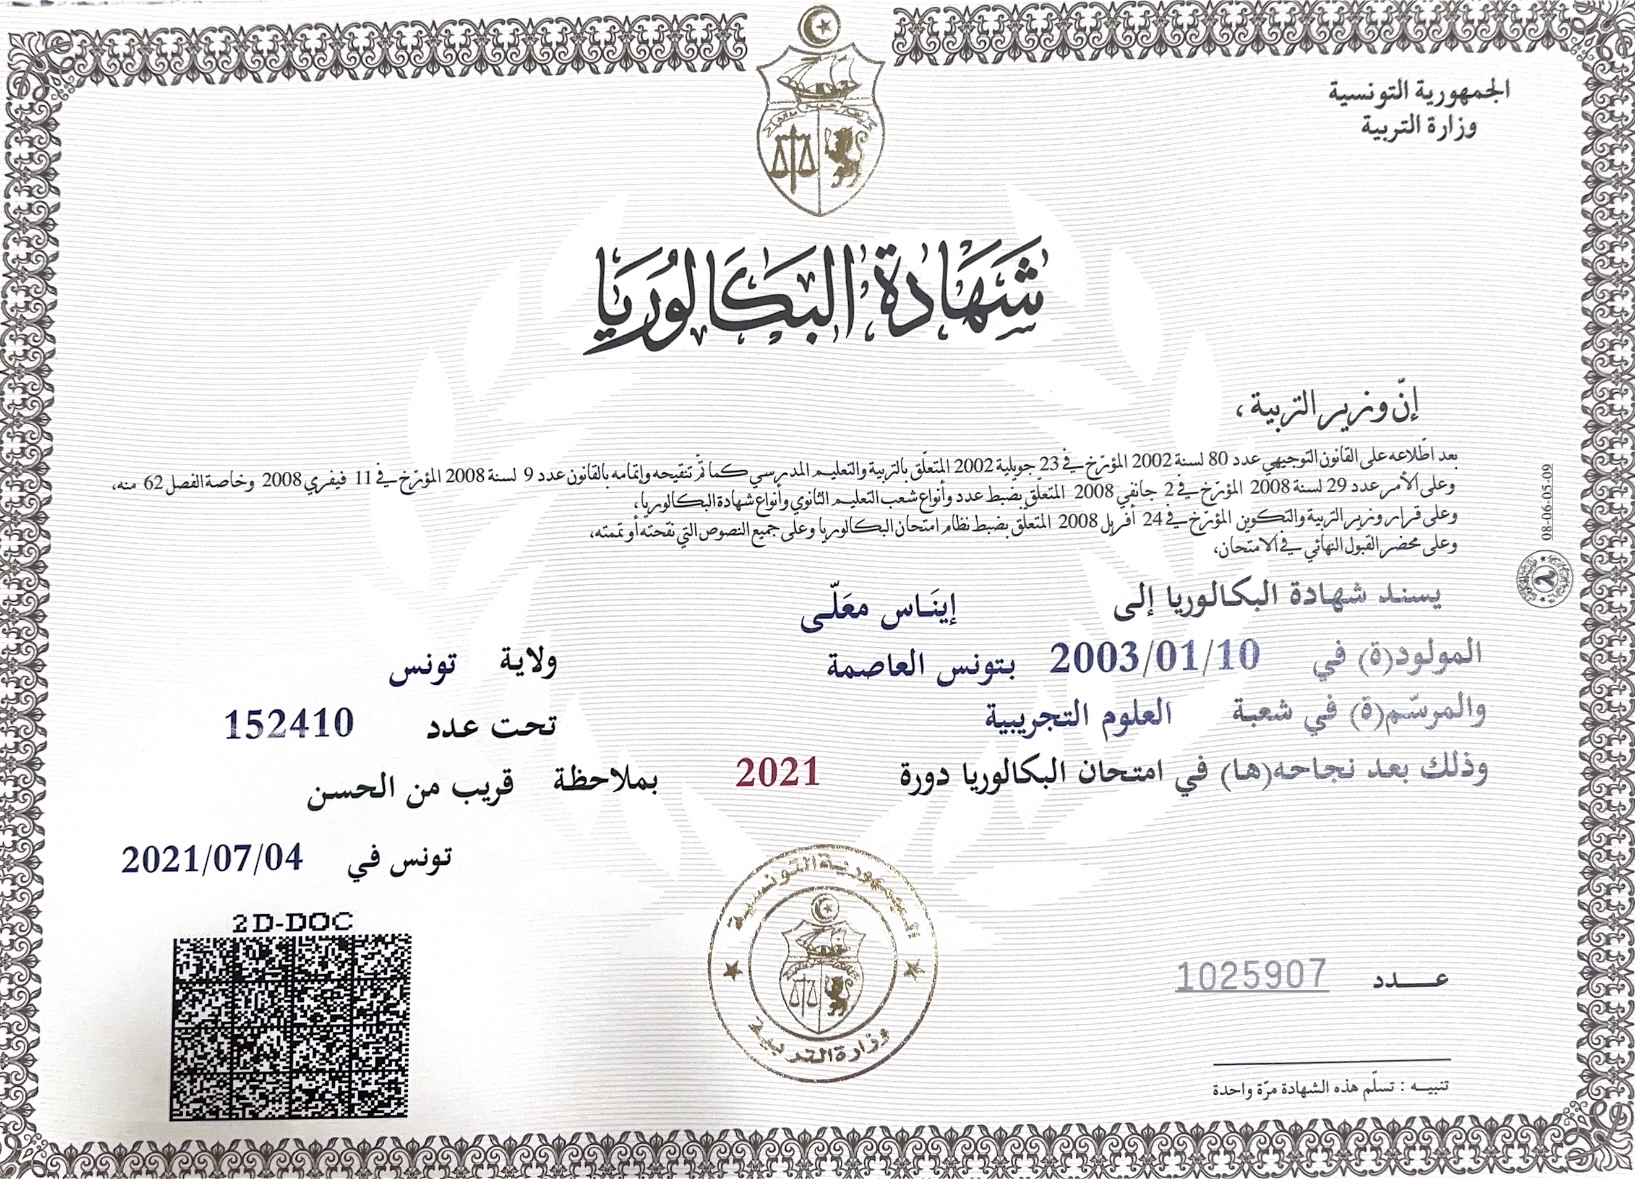 الجمهورية التونسية
وزارة التربية
شَهَادَة البَكَالُورِيَا
إنّ وزير التربية،
بعد اطّلاعه على القانون التوجيهي عدد 80 لسنة 2002 المؤرّخ في 23 جويلية 2002 المتعلّق بالتربية والتعليم المدرسي كما تمّ تنقيحه وإتمامه بالقانون عدد 9 لسنة 2008 المؤرّخ في 11 فيفري 2008 وخاصة الفصل 62 منه،
وعلى الأمر عدد 29 لسنة 2008 المؤرّخ في 2 جانفي 2008 المتعلّق بضبط عدد وأنواع شعب التعليم الثانوي وأنواع شهادة البكالوريا،
وعلى قرار وزير التربية والتكوين المؤرّخ في 24 أفريل 2008 المتعلّق بضبط نظام امتحان البكالوريا وعلى جميع النصوص التي نقحته أو تممته،
وعلى محضر القبول النهائي في الامتحان،
08-06-05-09
يسند شهادة البكالوريا إلى إينَاس معَلّى
المولود(ة) في 2003/01/10 بتونس العاصمة ولاية تونس
والمرسّم(ة) في شعبة العلوم التجريبية تحت عدد 152410
وذلك بعد نجاحه(ها) في امتحان البكالوريا دورة 2021 بملاحظة قريب من الحسن
تونس في 2021/07/04
2D-DOC
الجمهورية التونسية
وزارة التربية
عـــدد 1025907
تنبيـه : تسلّم هذه الشهادة مرّة واحدة